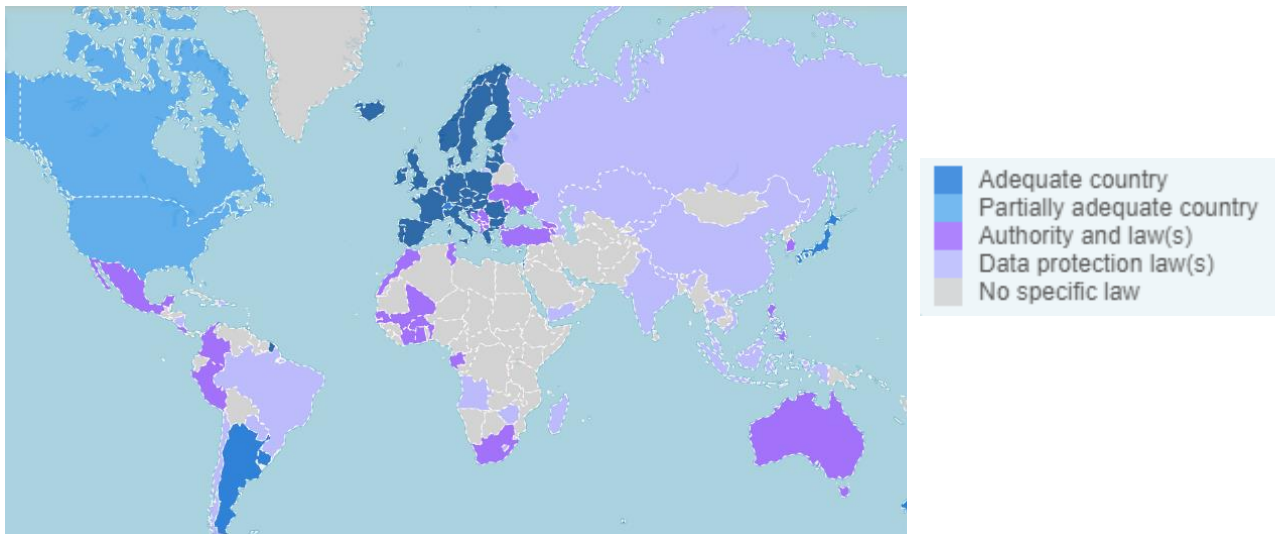 Adequate country
Partially adequate country
Authority and law(s)
Data protection law(s)
No specific law